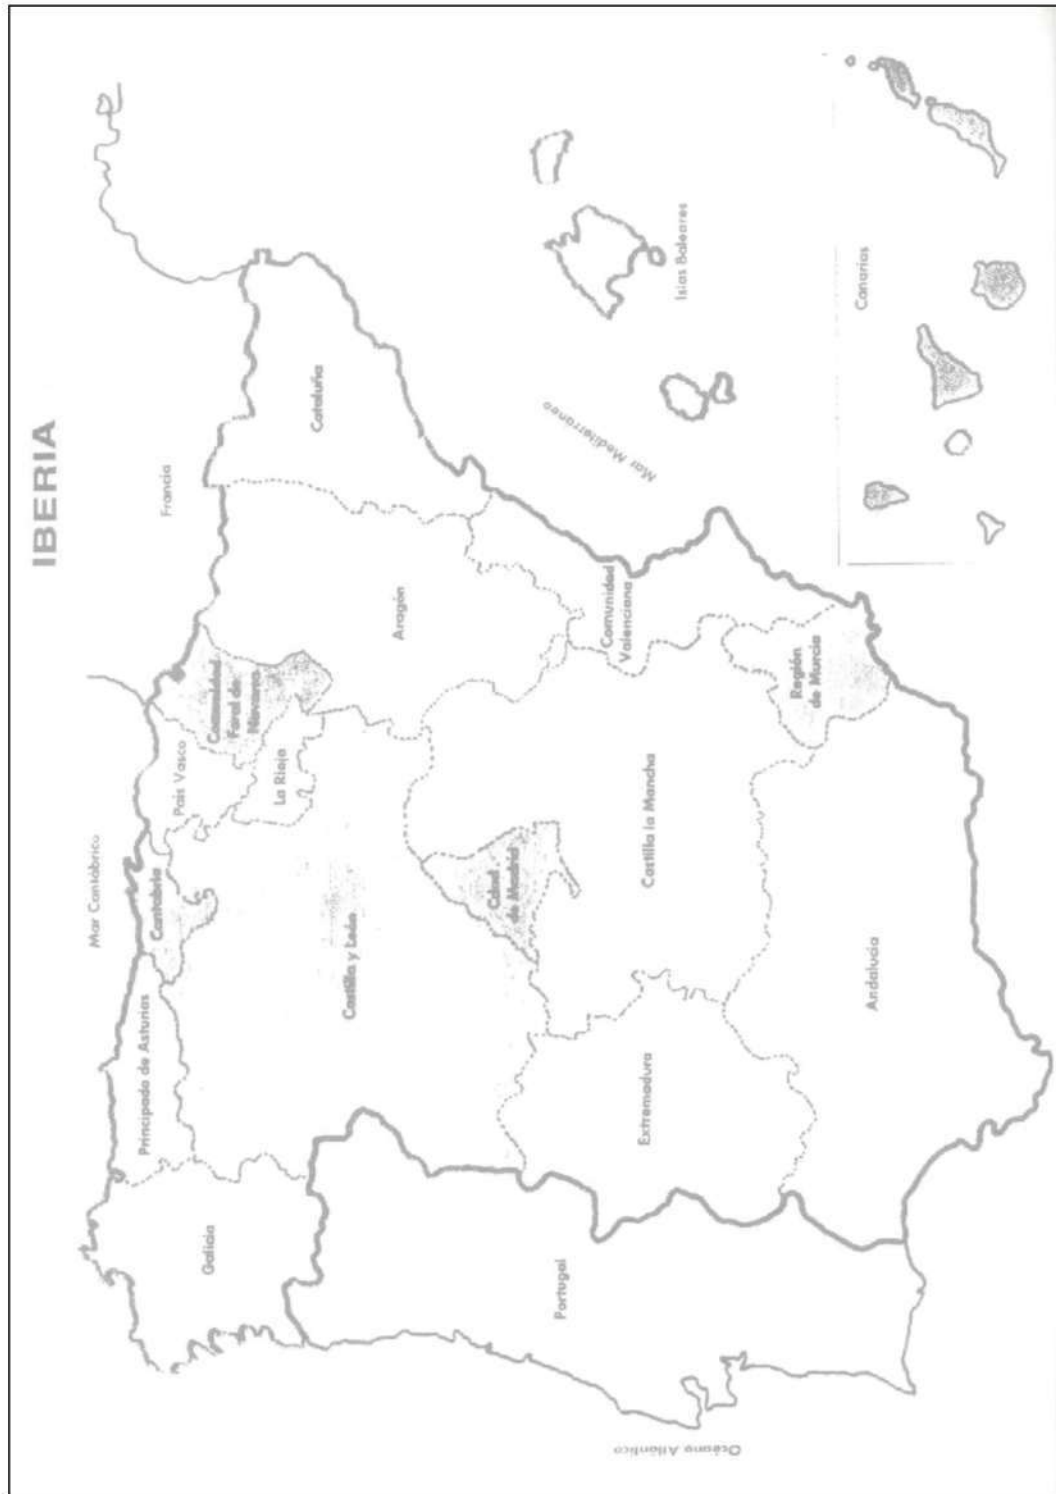 IBERIA
Mar Cantábrico
Francia
Galicia
Principado de Asturias
Cantabria
País Vasco
Comunidad
Foral de
Navarra
La Rioja
Aragón
Cataluña
Castilla y León
Cdad.
de Madrid
Comunidad
Valenciana
Islas Baleares
Mar Mediterráneo
Portugal
Extremadura
Castilla la Mancha
Región
de Murcia
Andalucía
Canarias
Océano Atlántico